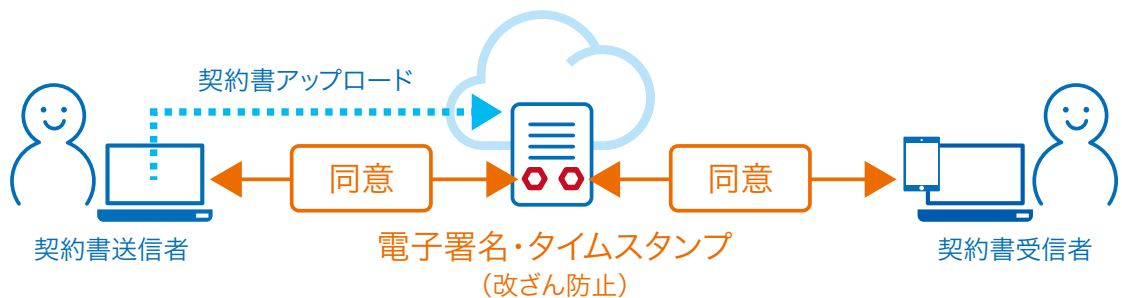 契約書アップロード
同意
同意
契約書送信者
電子署名・タイムスタンプ
（改ざん防止）
契約書受信者